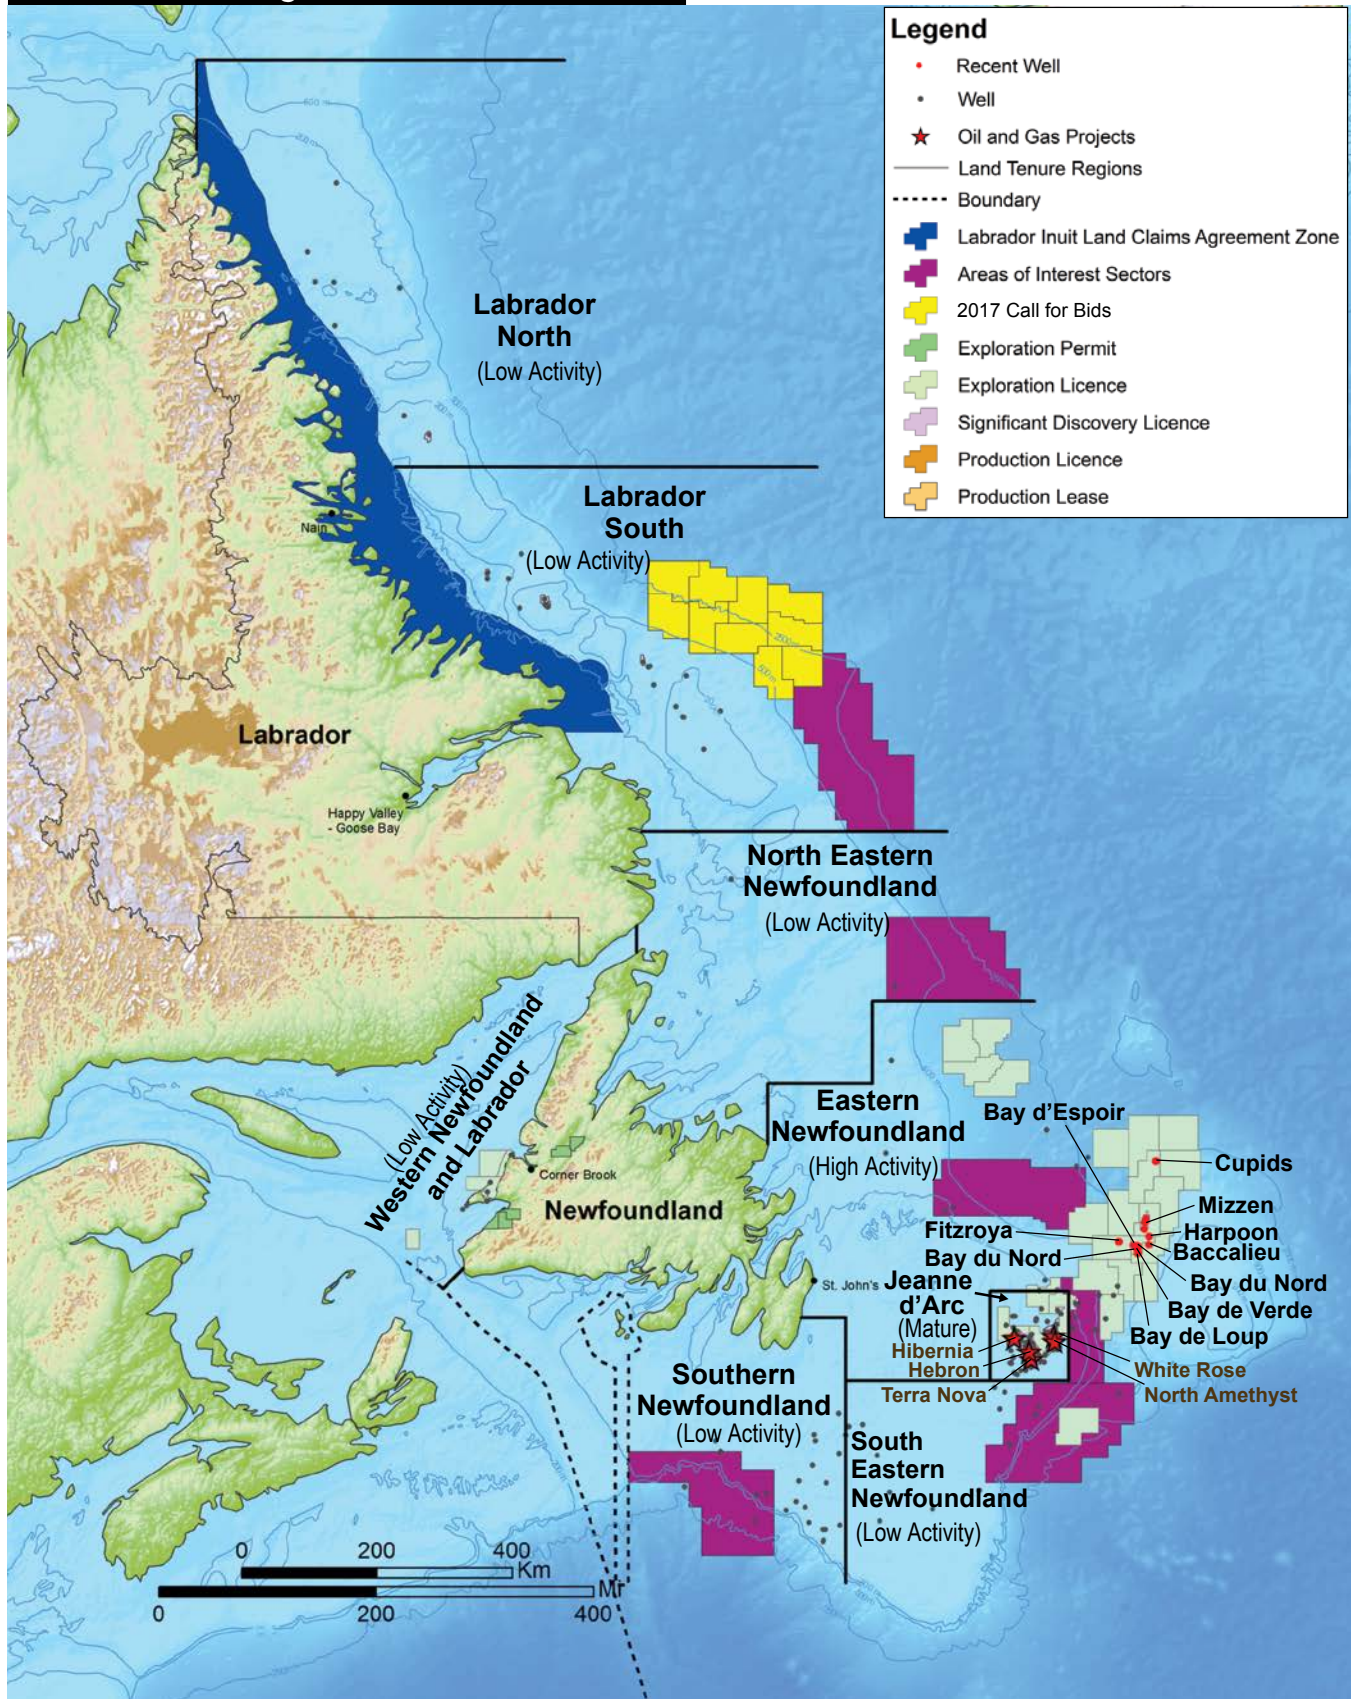 Legend
Recent Well
Well
Oil and Gas Projects
Land Tenure Regions
Boundary
Labrador Inuit Land Claims Agreement Zone
Areas of Interest Sectors
2017 Call for Bids
Exploration Permit
Exploration Licence
Significant Discovery Licence
Production Licence
Production Lease
Labrador
North
(Low Activity)
Labrador
South
(Low Activity)
Nain
Labrador
Happy Valley
- Goose Bay
North Eastern
Newfoundland
(Low Activity)
Western Newfoundland
and Labrador
(Low Activity)
Corner Brook
Newfoundland
St. John's
Eastern
Newfoundland
(High Activity)
Bay d'Espoir
Cupids
Mizzen
Harpoon
Baccalieu
Fitzroya
Bay du Nord
Bay du Nord
Bay de Verde
Bay de Loup
Jeanne
d'Arc
(Mature)
Hibernia
Hebron
Terra Nova
White Rose
North Amethyst
Southern
Newfoundland
(Low Activity)
South
Eastern
Newfoundland
(Low Activity)
0 200 400
Km
Mi
0 200 400